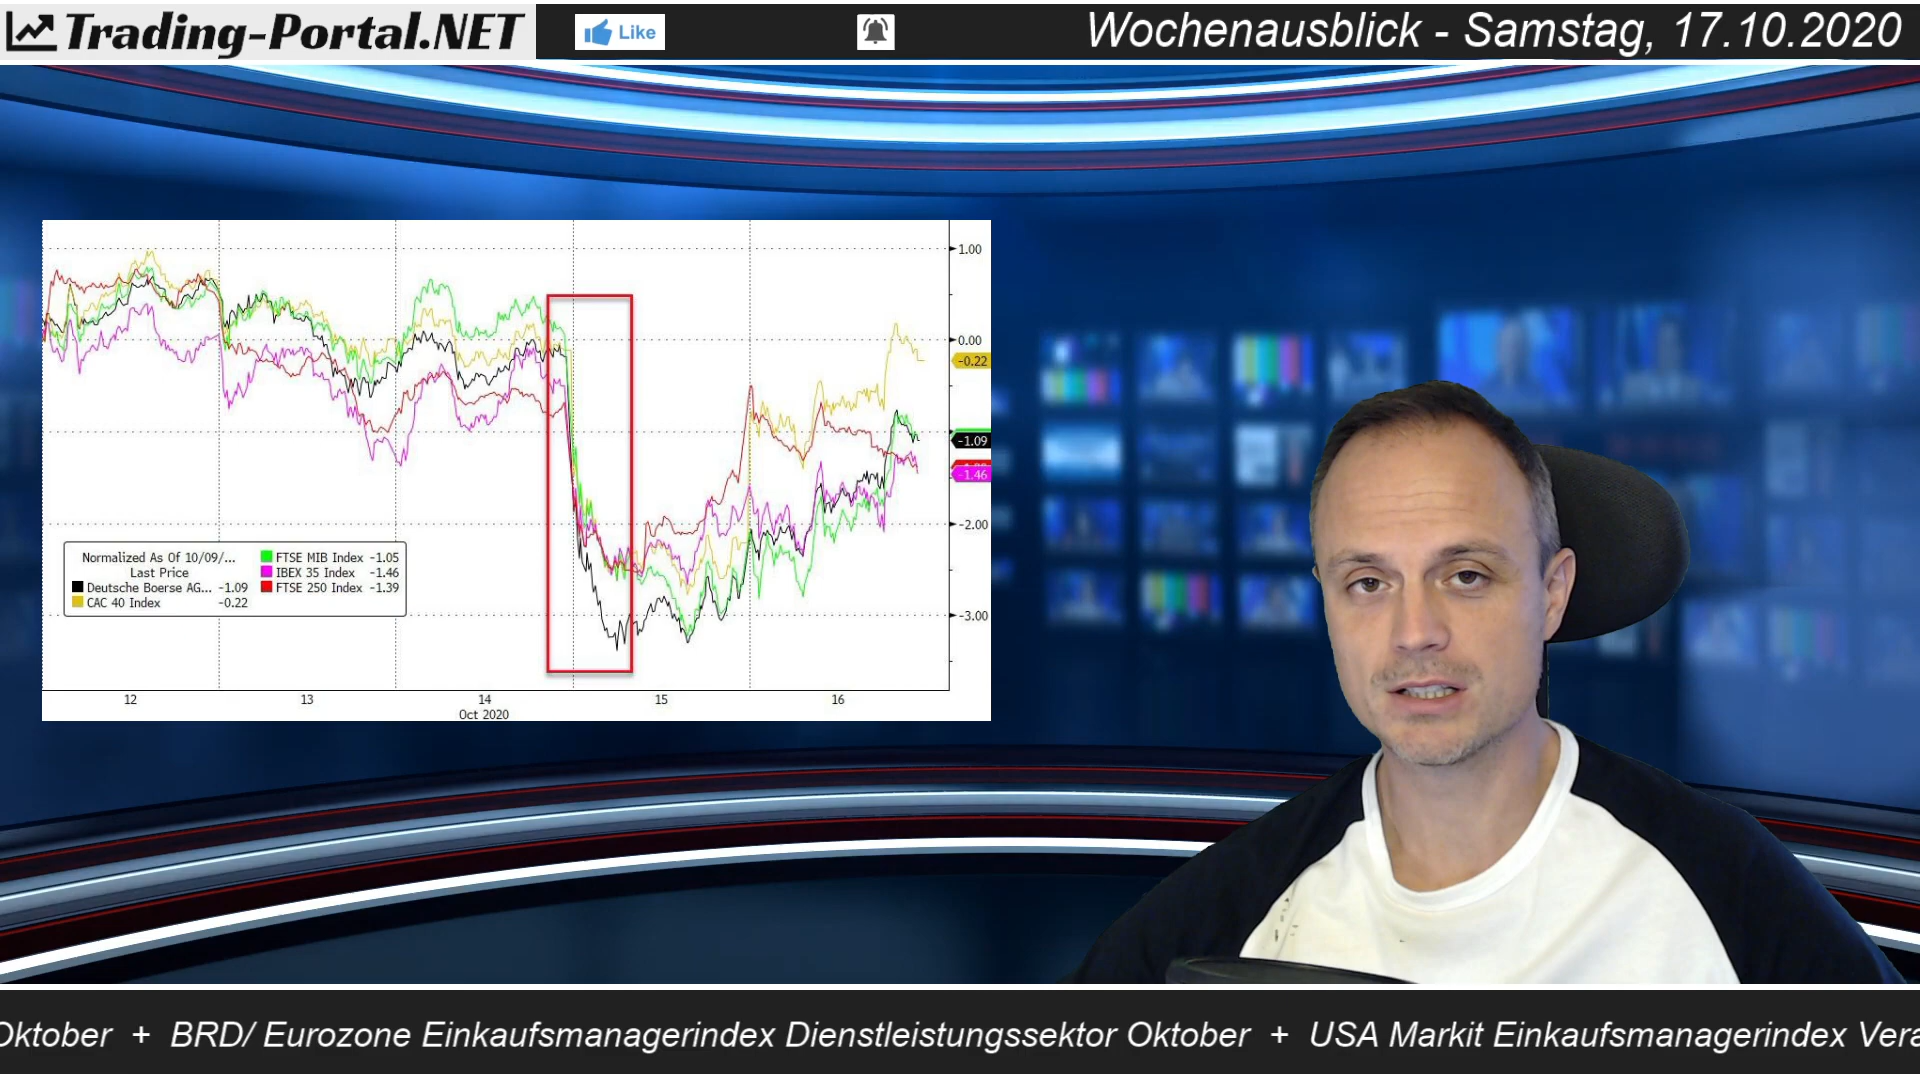 Trading-Portal.NET
Like
Wochenausblick - Samstag, 17.10.2020
1.00
0.00
-0.22
-1.09
-1.46
-2.00
-3.00
Normalized As Of 10/09/...
Last Price
Deutsche Boerse AG... -1.09
CAC 40 Index -0.22
FTSE MIB Index -1.05
IBEX 35 Index -1.46
FTSE 250 Index -1.39
12 13 14 15 16
Oct 2020
Oktober + BRD/ Eurozone Einkaufsmanagerindex Dienstleistungssektor Oktober + USA Markit Einkaufsmanagerindex Vera